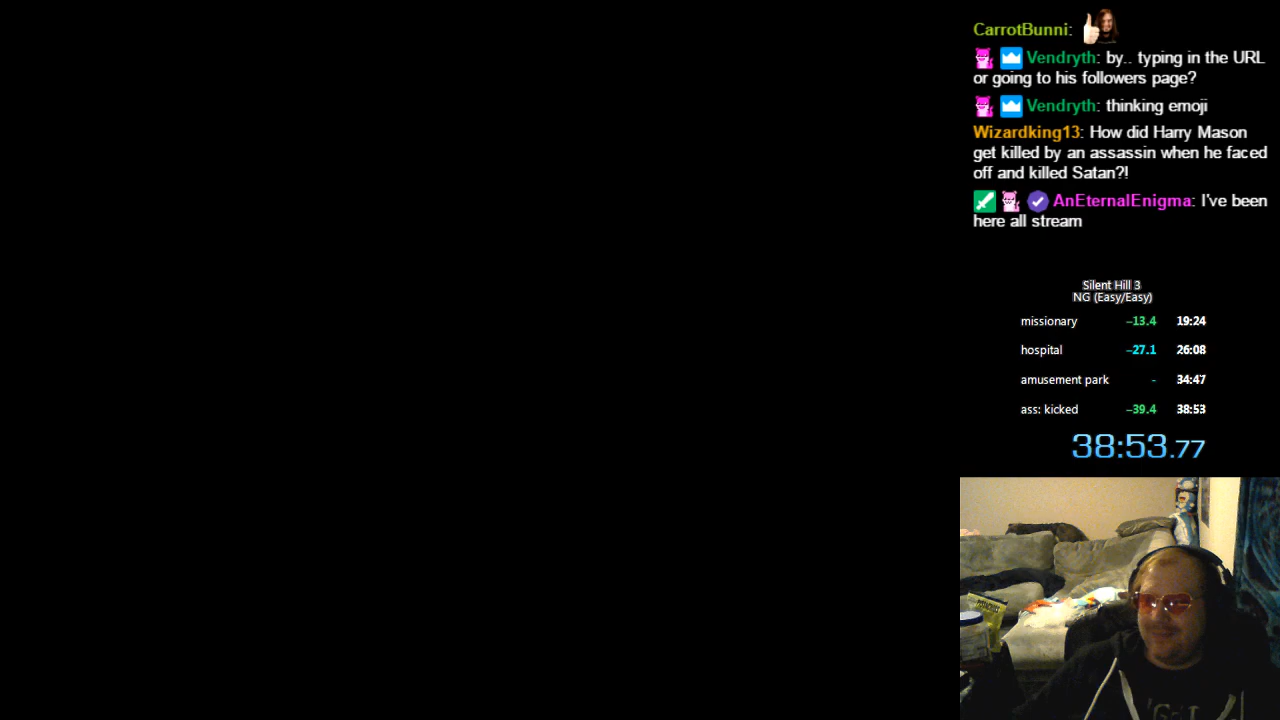 CarrotBunni:
Vendryth: by.. typing in the URL
or going to his followers page?
Vendryth: thinking emoji
Wizardking13: How did Harry Mason
get killed by an assassin when he faced
off and killed Satan?!
AnEternalEnigma: I've been
here all stream
Silent Hill 3
NG (Easy/Easy)
missionary -13.4 19:24
hospital -27.1 26:08
amusement park - 34:47
ass: kicked -39.4 38:53
38:53.77